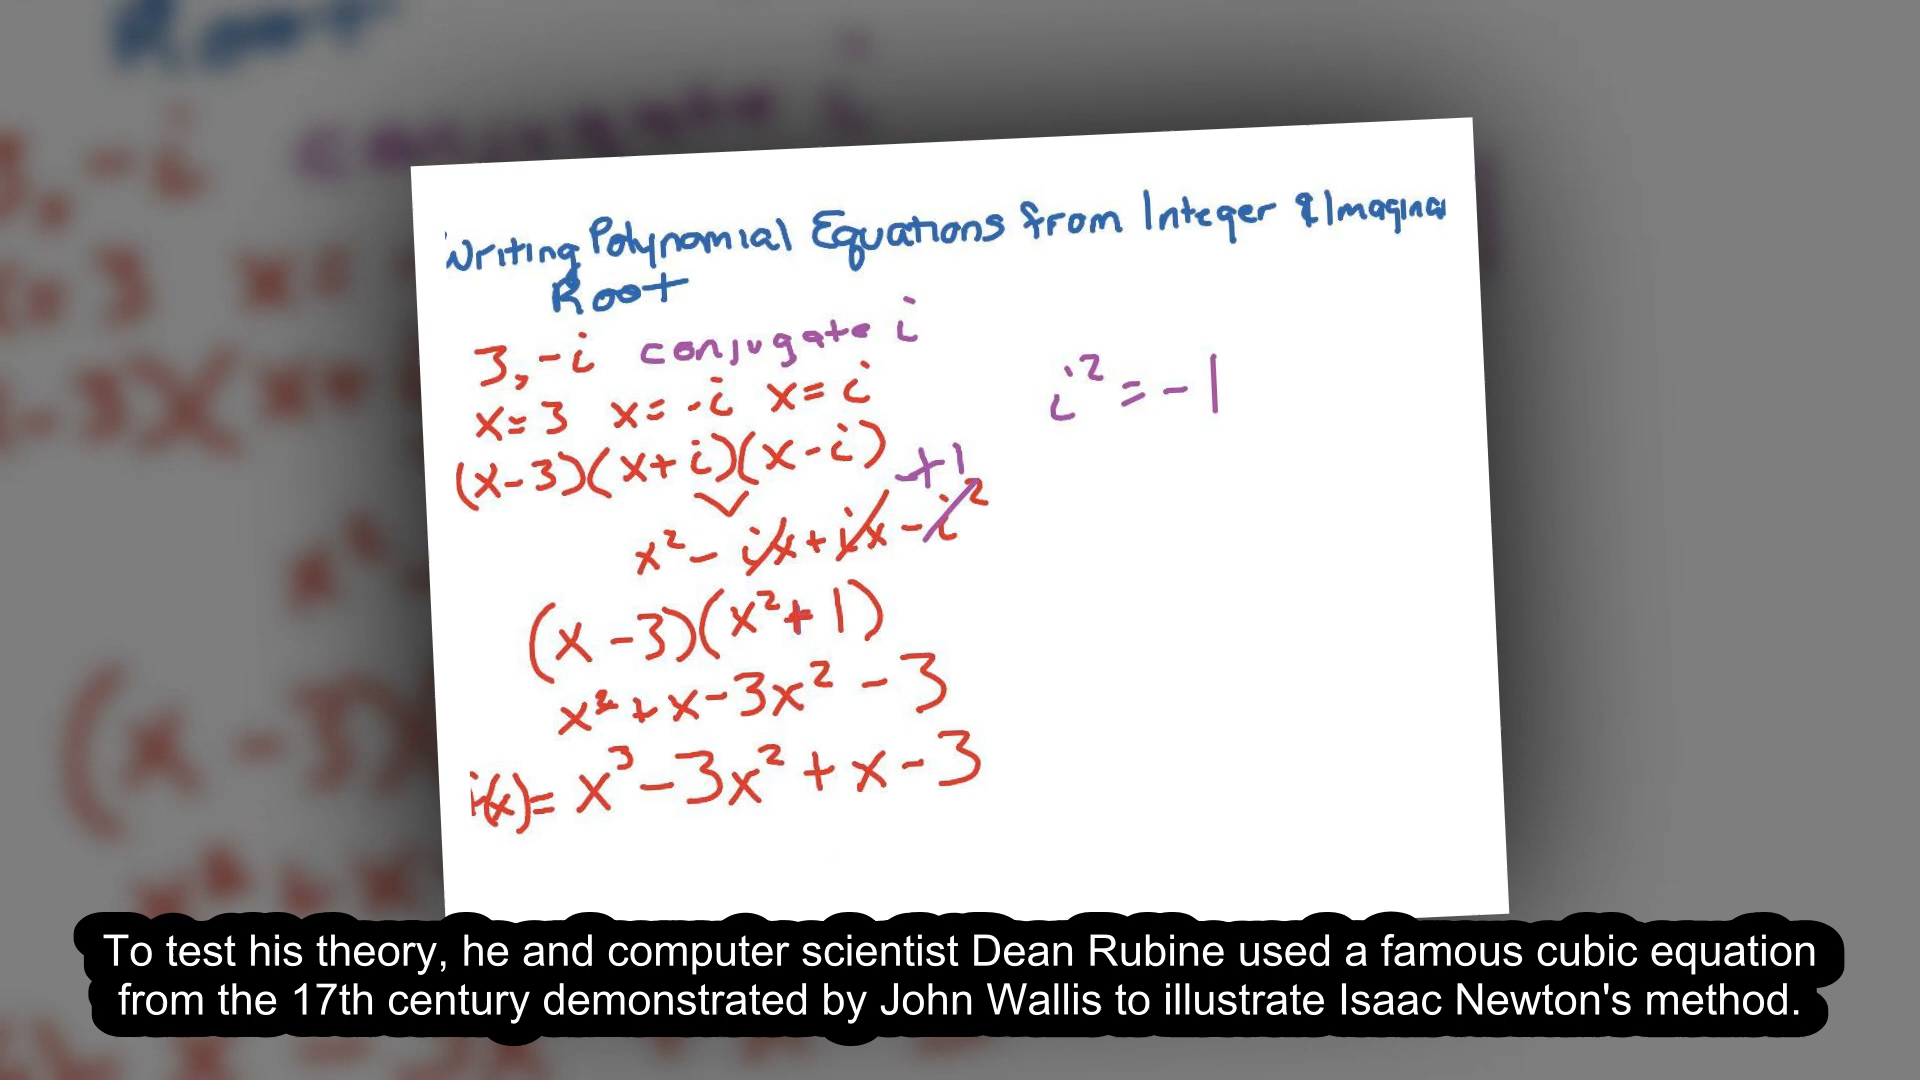 Writing Polynomial Equations from Integer & Imagina
Root
3, -i conjugate i
x=3 x=-i x=i
i² = -1
(x-3)(x+i)(x-i)
+1
x² - ix + ix - i²
(x-3)(x²+1)
x³ + x - 3x² - 3
f(x) = x³ - 3x² + x - 3
To test his theory, he and computer scientist Dean Rubine used a famous cubic equation
from the 17th century demonstrated by John Wallis to illustrate Isaac Newton's method.